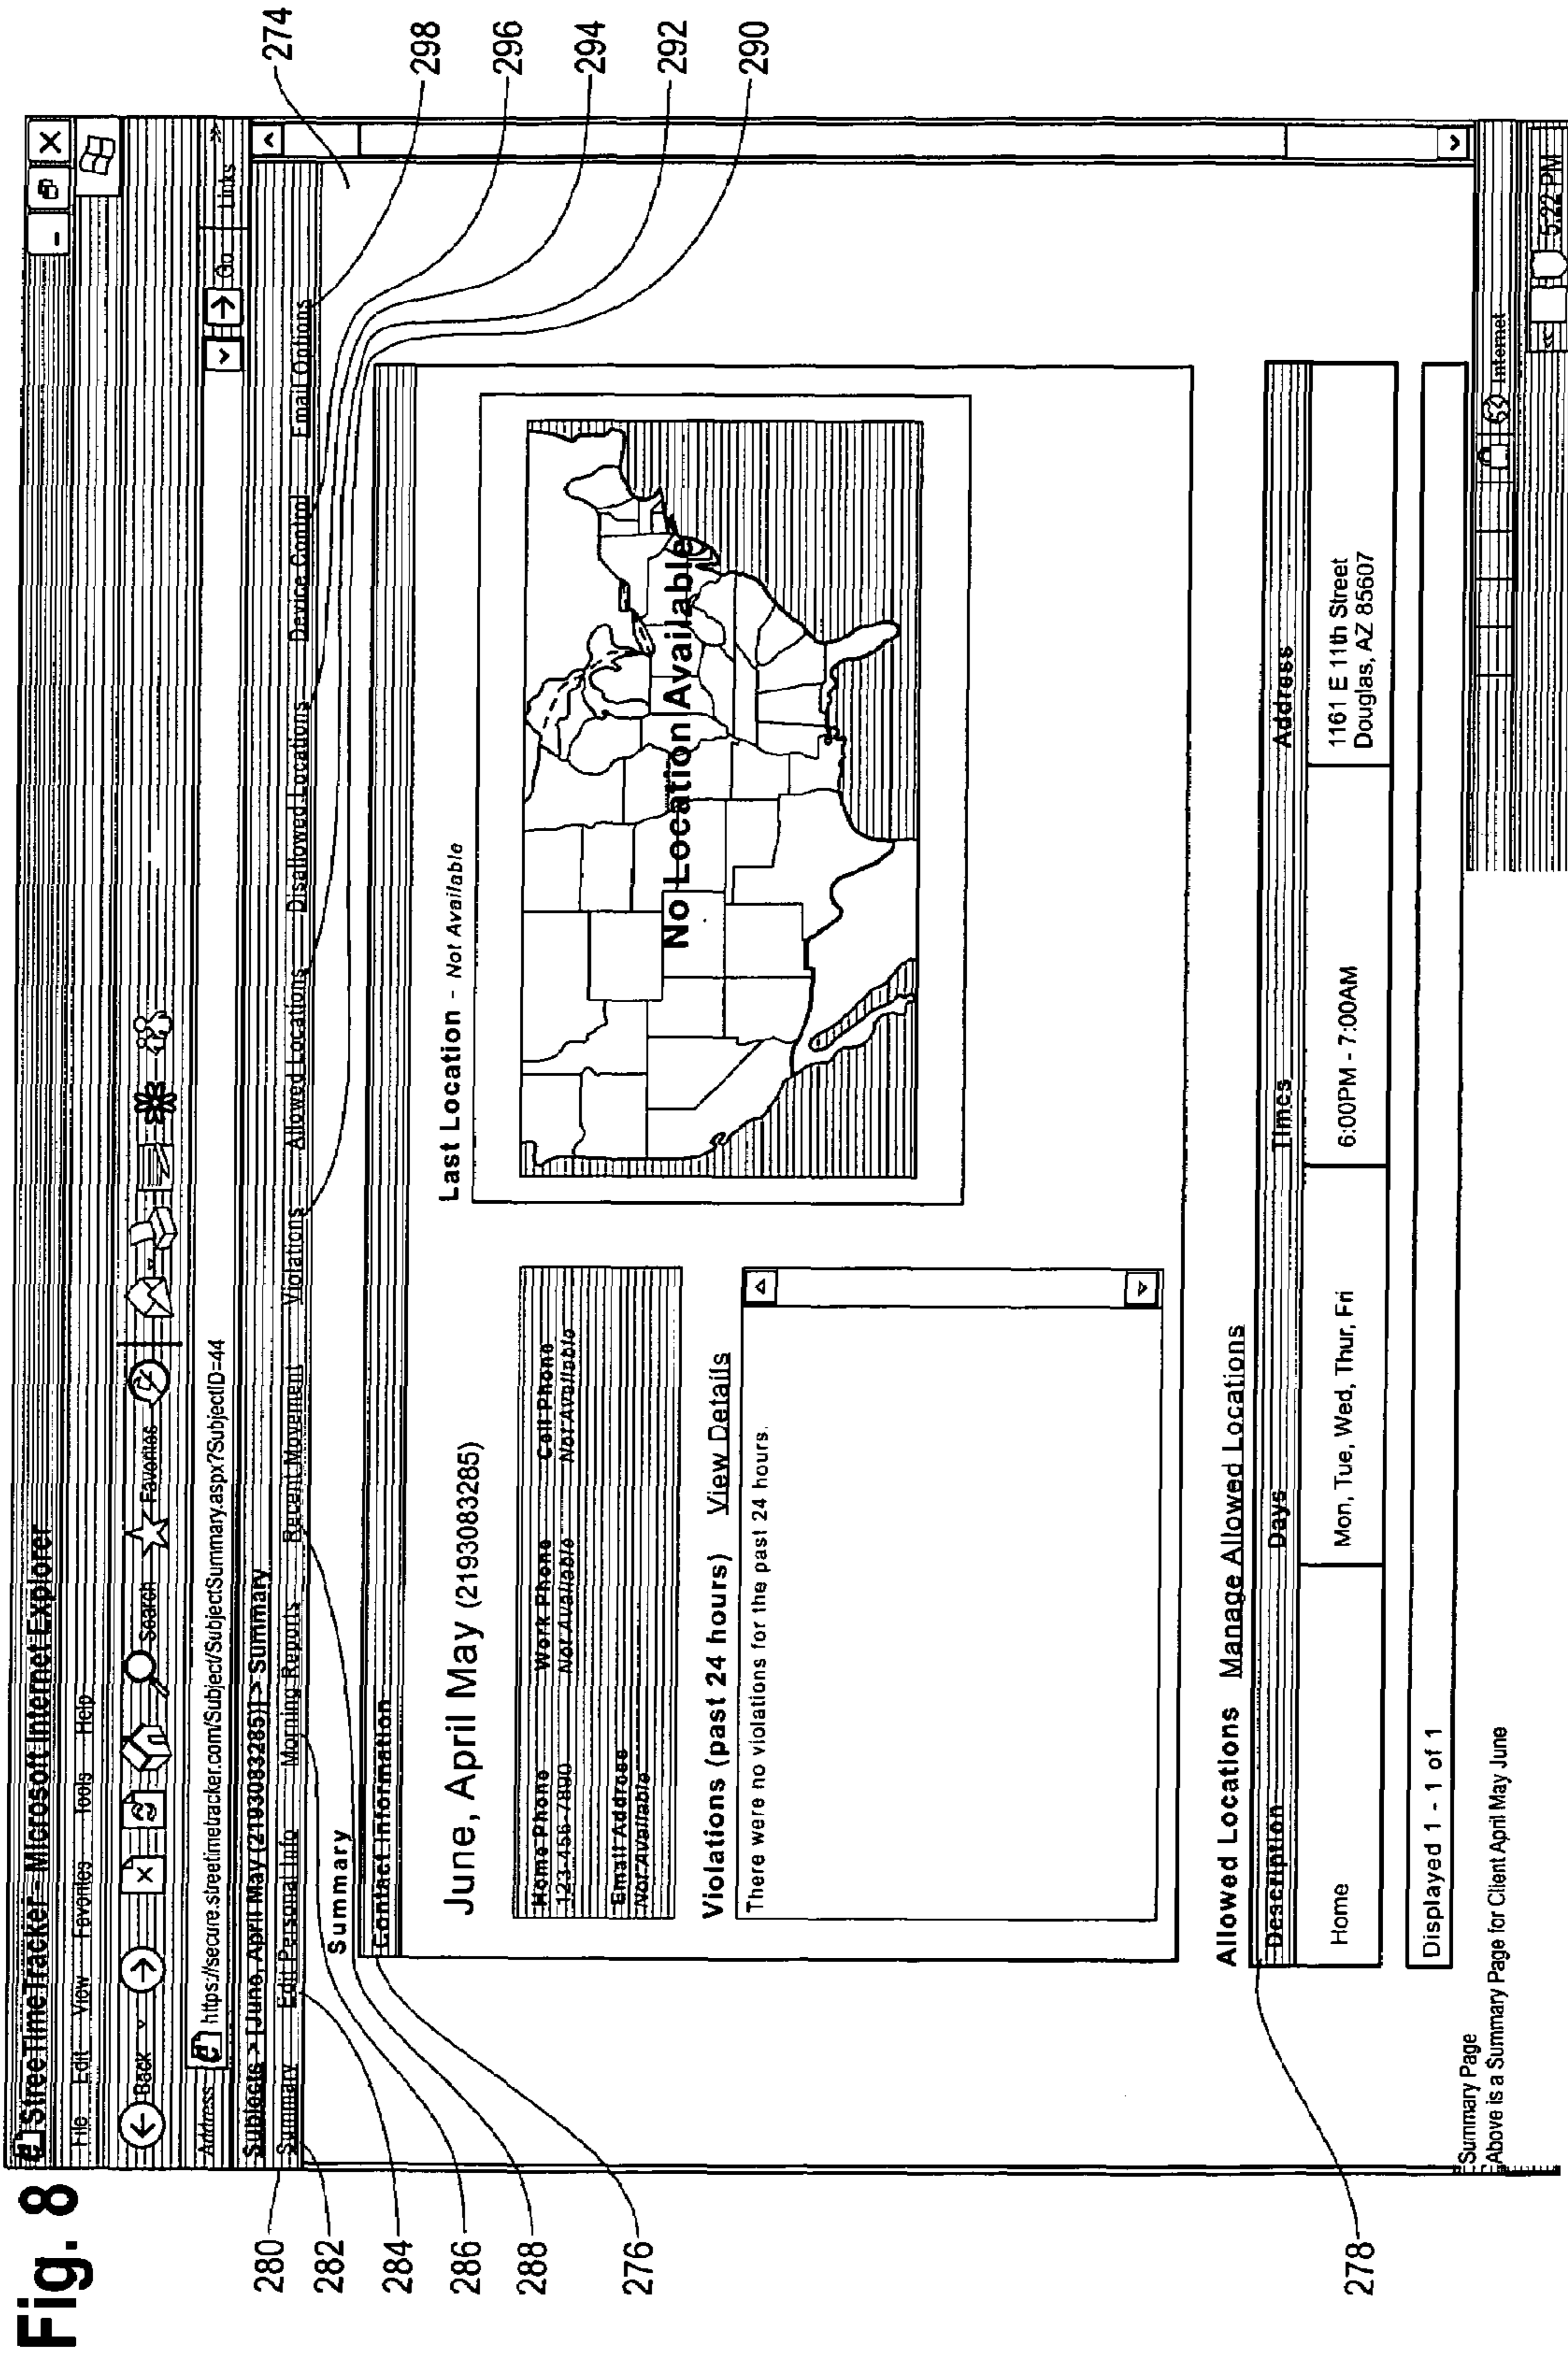 Fig. 8
StreeTimeTracker - Microsoft Internet Explorer
File Edit View Favorites Tools Help
Back Search Favorites
Address https://secure.streetimetracker.com/Subject/SubjectSummary.aspx?SubjectID=44 Go Links
Subjects > [June, April May (2193083285)] > Summary
Summary Edit Personal Info Morning Reports Recent Movement Violations Allowed Locations Disallowed Locations Device Control Email Options
Summary
Contact Information
June, April May (2193083285)
Home Phone Work Phone Cell Phone
123-456-7890 Not Available Not Available
Email Address
Not Available
Violations (past 24 hours) View Details
There were no violations for the past 24 hours.
Last Location - Not Available
No Location Available
Allowed Locations Manage Allowed Locations
Description Days Times Address
Home Mon, Tue, Wed, Thur, Fri 6:00PM - 7:00AM 1161 E 11th Street
Douglas, AZ 85607
Displayed 1 - 1 of 1
Internet
5:22 PM
Summary Page
Above is a Summary Page for Client April May June
280
282
284
286
288
276
278
274
298
296
294
292
290